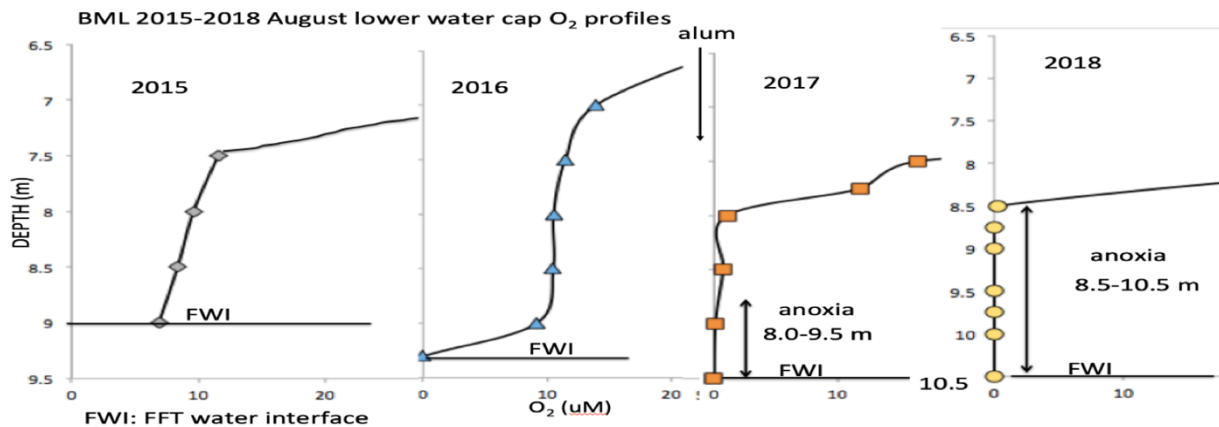 BML 2015-2018 August lower water cap O2 profiles
alum
6.5
7
7.5
8
8.5
9
9.5
DEPTH (m)
2015
FWI
0
10
20
2016
FWI
0
10
20
O2 (uM)
2017
anoxia
8.0-9.5 m
FWI
0
10
6.5
7
7.5
8
8.5
9
9.5
10
10.5
2018
anoxia
8.5-10.5 m
FWI
0
10
FWI: FFT water interface